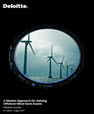 Deloitte.
A Market Approach for Valuing
Offshore Wind Farm Assets